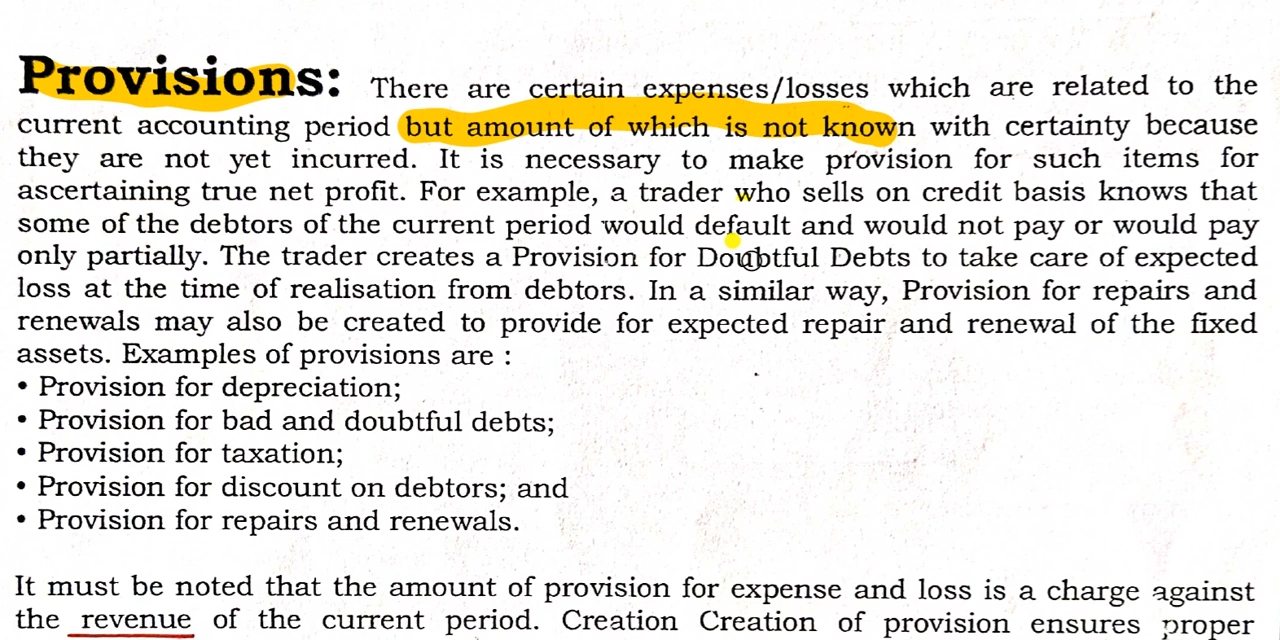 Provisions: There are certain expenses/losses which are related to the
current accounting period but amount of which is not known with certainty because
they are not yet incurred. It is necessary to make provision for such items for
ascertaining true net profit. For example, a trader who sells on credit basis knows that
some of the debtors of the current period would default and would not pay or would pay
only partially. The trader creates a Provision for Doubtful Debts to take care of expected
loss at the time of realisation from debtors. In a similar way, Provision for repairs and
renewals may also be created to provide for expected repair and renewal of the fixed
assets. Examples of provisions are :
• Provision for depreciation;
• Provision for bad and doubtful debts;
• Provision for taxation;
• Provision for discount on debtors; and
• Provision for repairs and renewals.
It must be noted that the amount of provision for expense and loss is a charge against
the revenue of the current period. Creation Creation of provision ensures proper